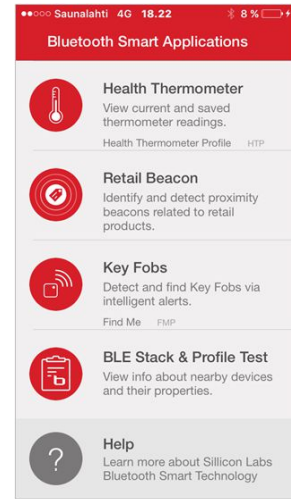 Saunalahti 4G 18.22 8 %
Bluetooth Smart Applications
Health Thermometer
View current and saved
thermometer readings.
Health Thermometer Profile HTP
Retail Beacon
Identify and detect proximity
beacons related to retail
products.
Key Fobs
Detect and find Key Fobs via
intelligent alerts.
Find Me FMP
BLE Stack & Profile Test
View info about nearby devices
and their properties.
?
Help
Learn more about Sillicon Labs
Bluetooth Smart Technology